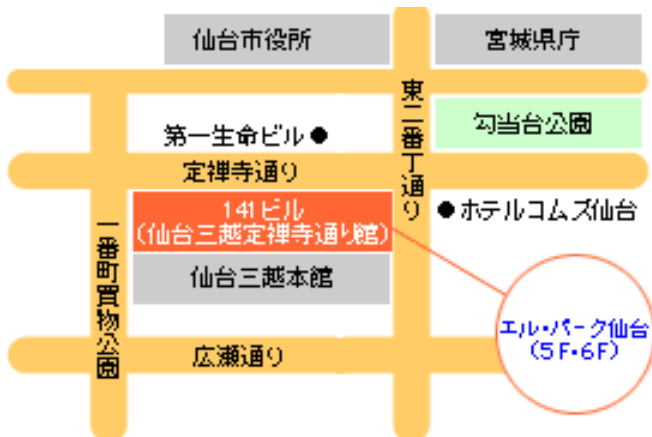 仙台市役所
宮城県庁
東二番丁通り
勾当台公園
第一生命ビル
定禅寺通り
141ビル
(仙台三越定禅寺通り館)
ホテルコムズ仙台
一番町買物公園
仙台三越本館
エル・パーク仙台
(5F・6F)
広瀬通り